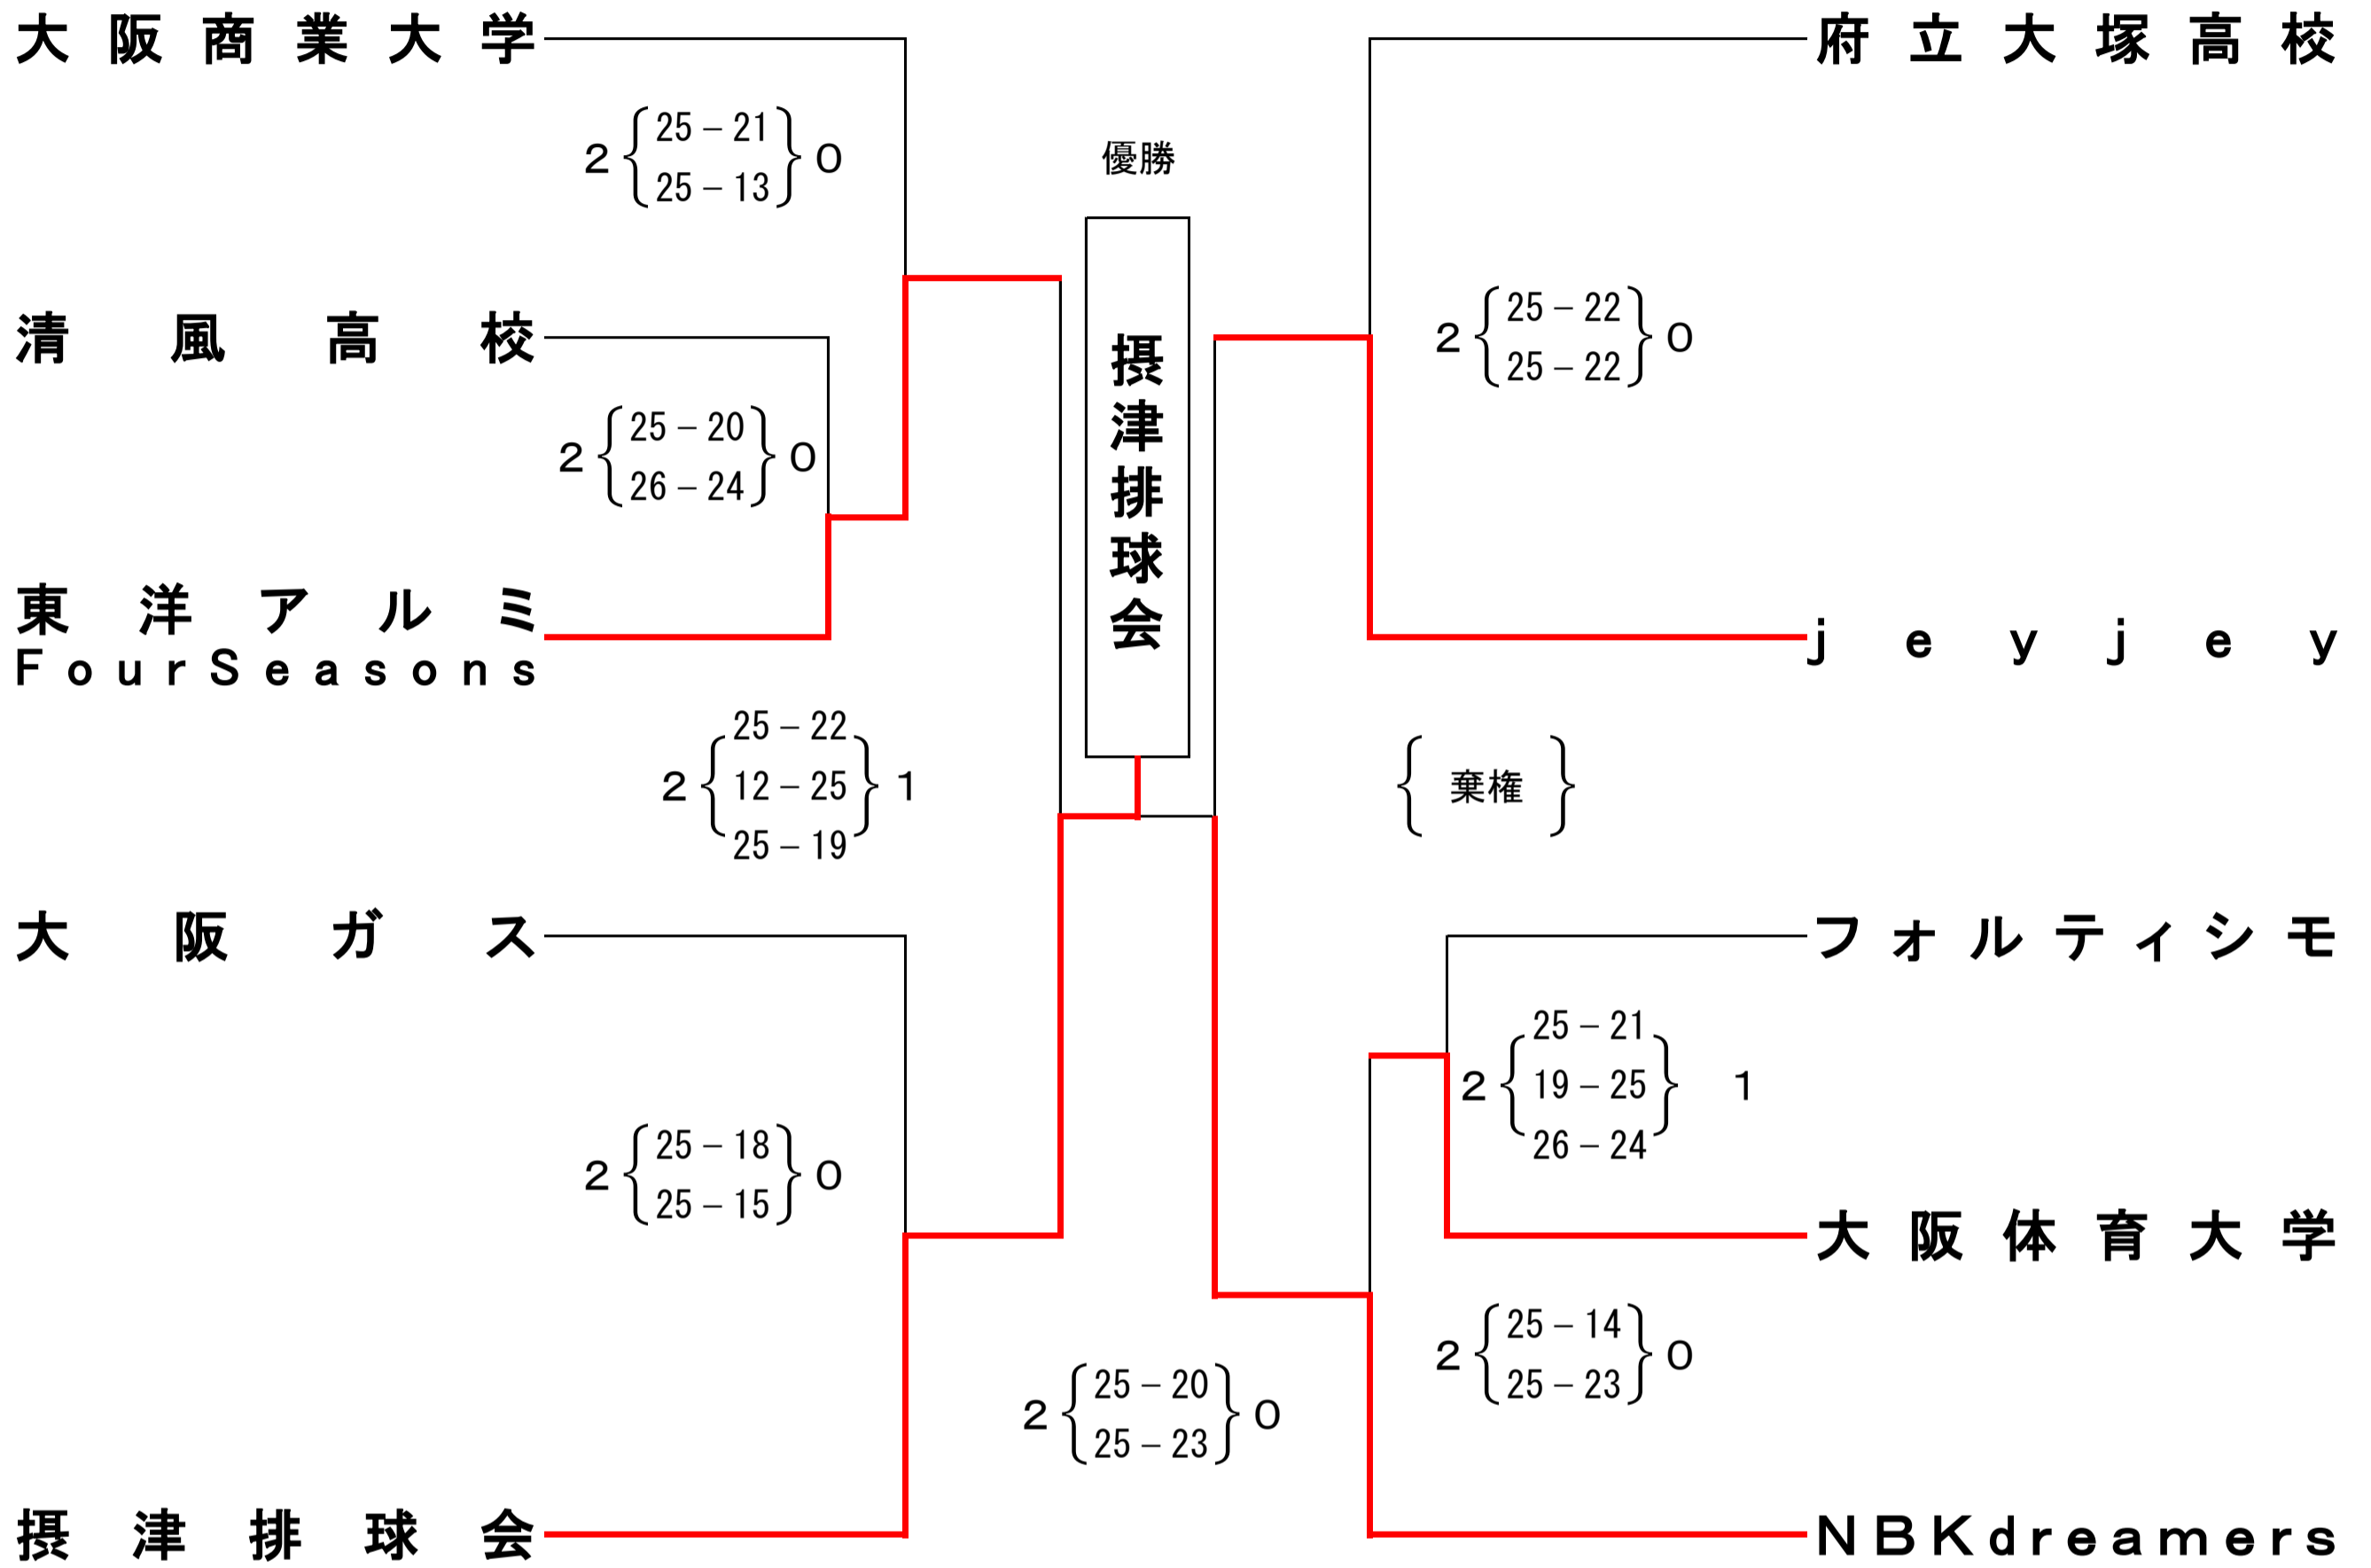 大阪商業大学
府立大塚高校
25－21
2 0
25－13
優勝
清風高校
25－22
2 0
25－22
摂津排球会
25－20
2 0
26－24
東洋アルミ
FourSeasons
jeyjey
25－22
2 12－25 1
25－19
棄権
大阪ガス
フォルティシモ
25－21
2 19－25 1
26－24
25－18
2 0
25－15
大阪体育大学
25－14
2 0
25－23
25－20
2 0
25－23
摂津排球会
NBKdreamers